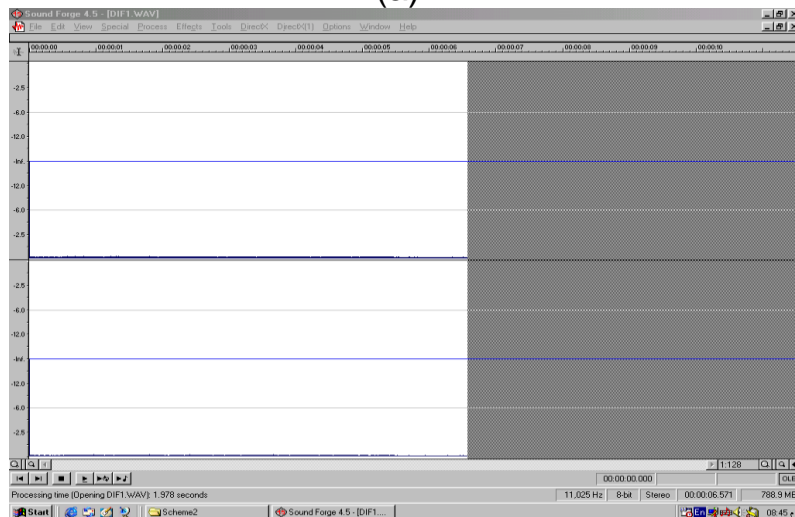 Sound Forge 4.5 - [DIF1.WAV]
File Edit View Special Process Effects Tools DirectX DirectX(1) Options Window Help
00:00:00 00:00:01 00:00:02 00:00:03 00:00:04 00:00:05 00:00:06 00:00:07 00:00:08 00:00:09 00:00:10
-2.5
-6.0
-12.0
-Inf.
-12.0
-6.0
-2.5
-2.5
-6.0
-12.0
-Inf.
-12.0
-6.0
-2.5
1:128
00:00:00.000
OLE
Processing time (Opening DIF1.WAV): 1.978 seconds 11,025 Hz 8-bit Stereo 00:00:06.571 788.9 ME
Start Scheme2 Sound Forge 4.5 - [DIF1.... En 08:45